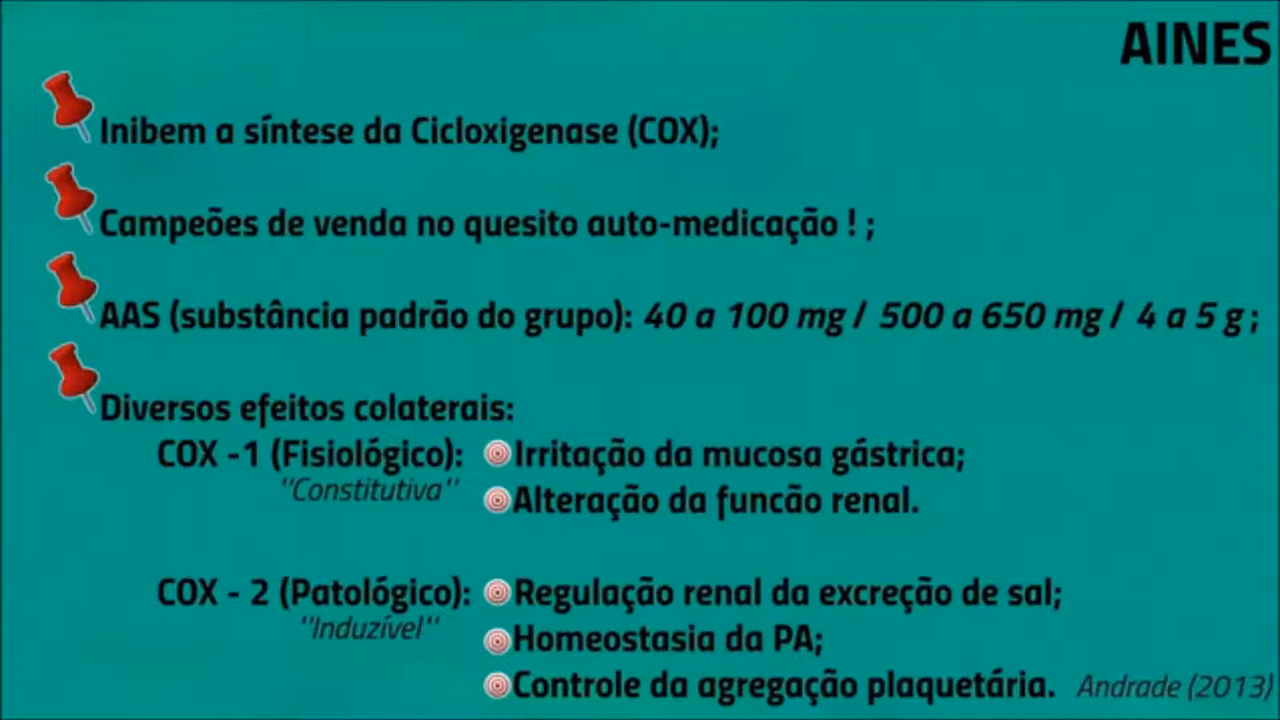 AINES
Inibem a síntese da Cicloxigenase (COX);
Campeões de venda no quesito auto-medicação ! ;
AAS (substância padrão do grupo): 40 a 100 mg / 500 a 650 mg / 4 a 5 g ;
Diversos efeitos colaterais:
COX -1 (Fisiológico): Irritação da mucosa gástrica;
"Constitutiva"
Alteração da funcão renal.
COX - 2 (Patológico): Regulação renal da excreção de sal;
"Induzível"
Homeostasia da PA;
Controle da agregação plaquetária. Andrade (2013)